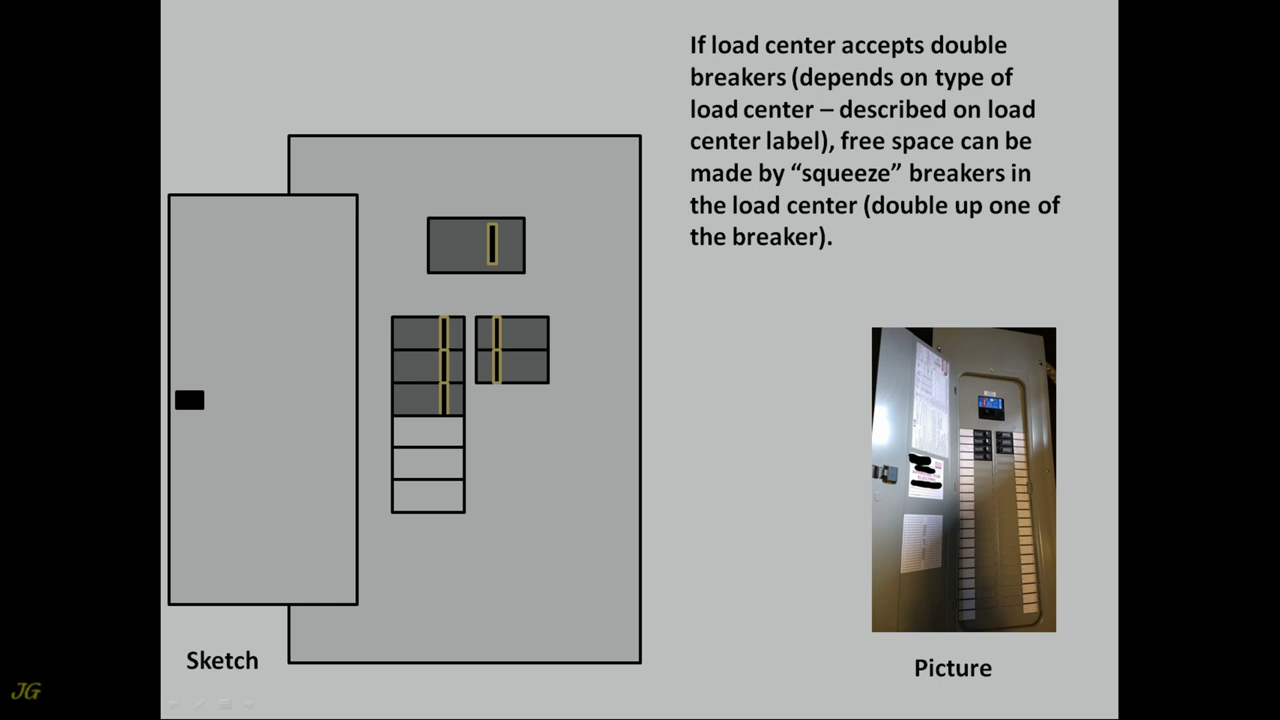 If load center accepts double
breakers (depends on type of
load center – described on load
center label), free space can be
made by “squeeze” breakers in
the load center (double up one of
the breaker).
Sketch
Picture
JG